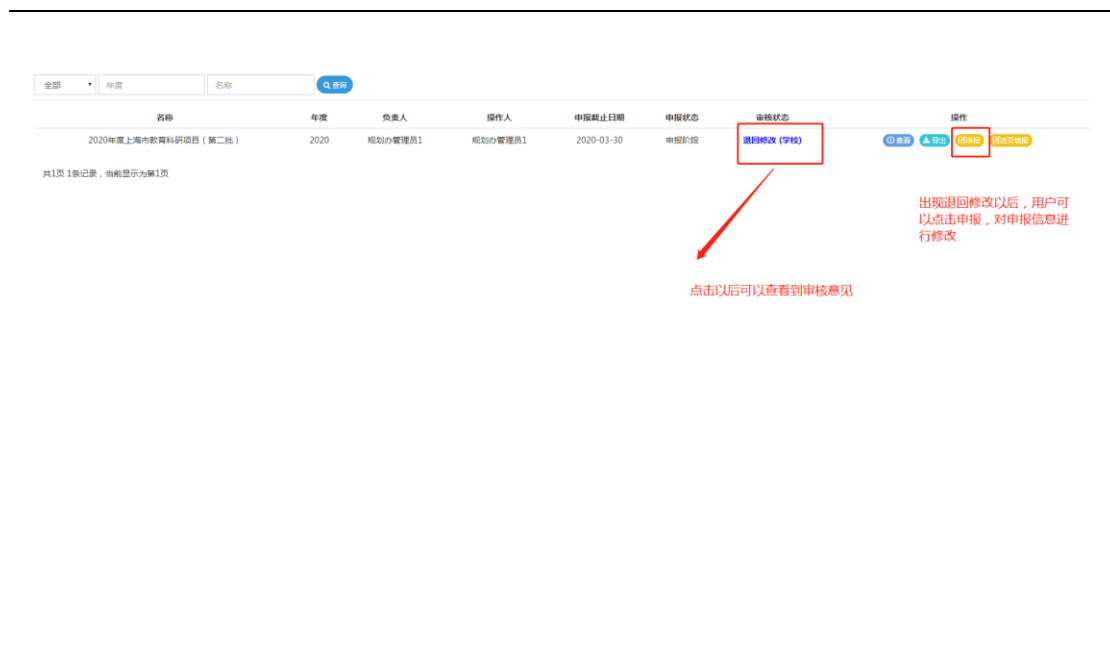 全部 年度 名称 查询
名称 年度 负责人 操作人 申报截止日期 申报状态 审核状态 操作
2020年度上海市教育科研项目（第二批） 2020 规划办管理员1 规划办管理员1 2020-03-30 申报阶段 退回修改 (学校) 查看 导出 申报 活页填报
共1页 1条记录，当前显示为第1页
出现退回修改以后，用户可
以点击申报，对申报信息进
行修改
点击以后可以查看到审核意见